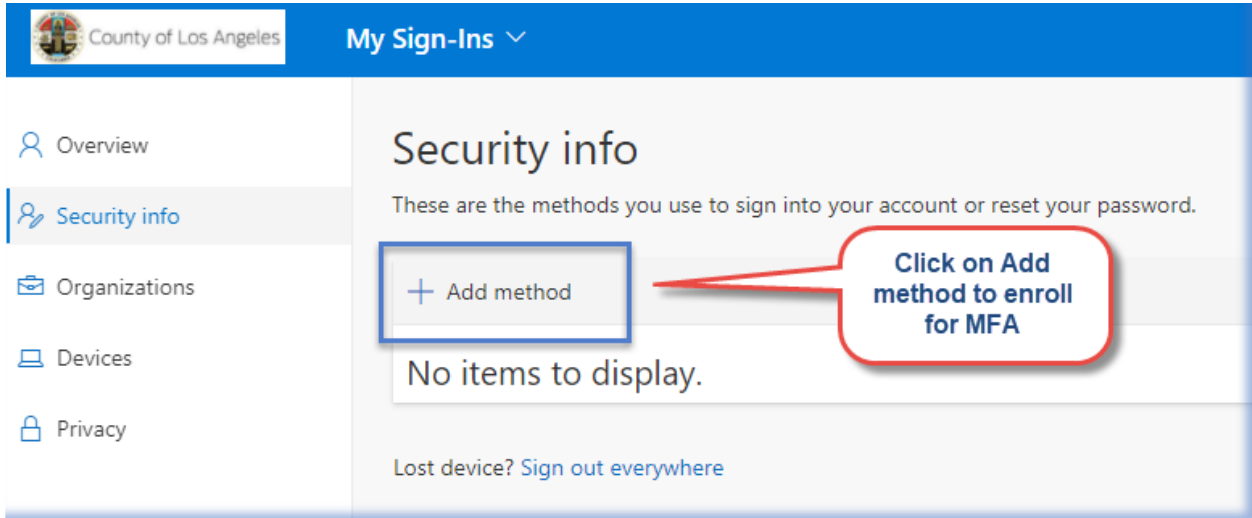 County of Los Angeles
My Sign-Ins
Overview
Security info
Organizations
Devices
Privacy
Security info
These are the methods you use to sign into your account or reset your password.
Add method
Click on Add
method to enroll
for MFA
No items to display.
Lost device? Sign out everywhere